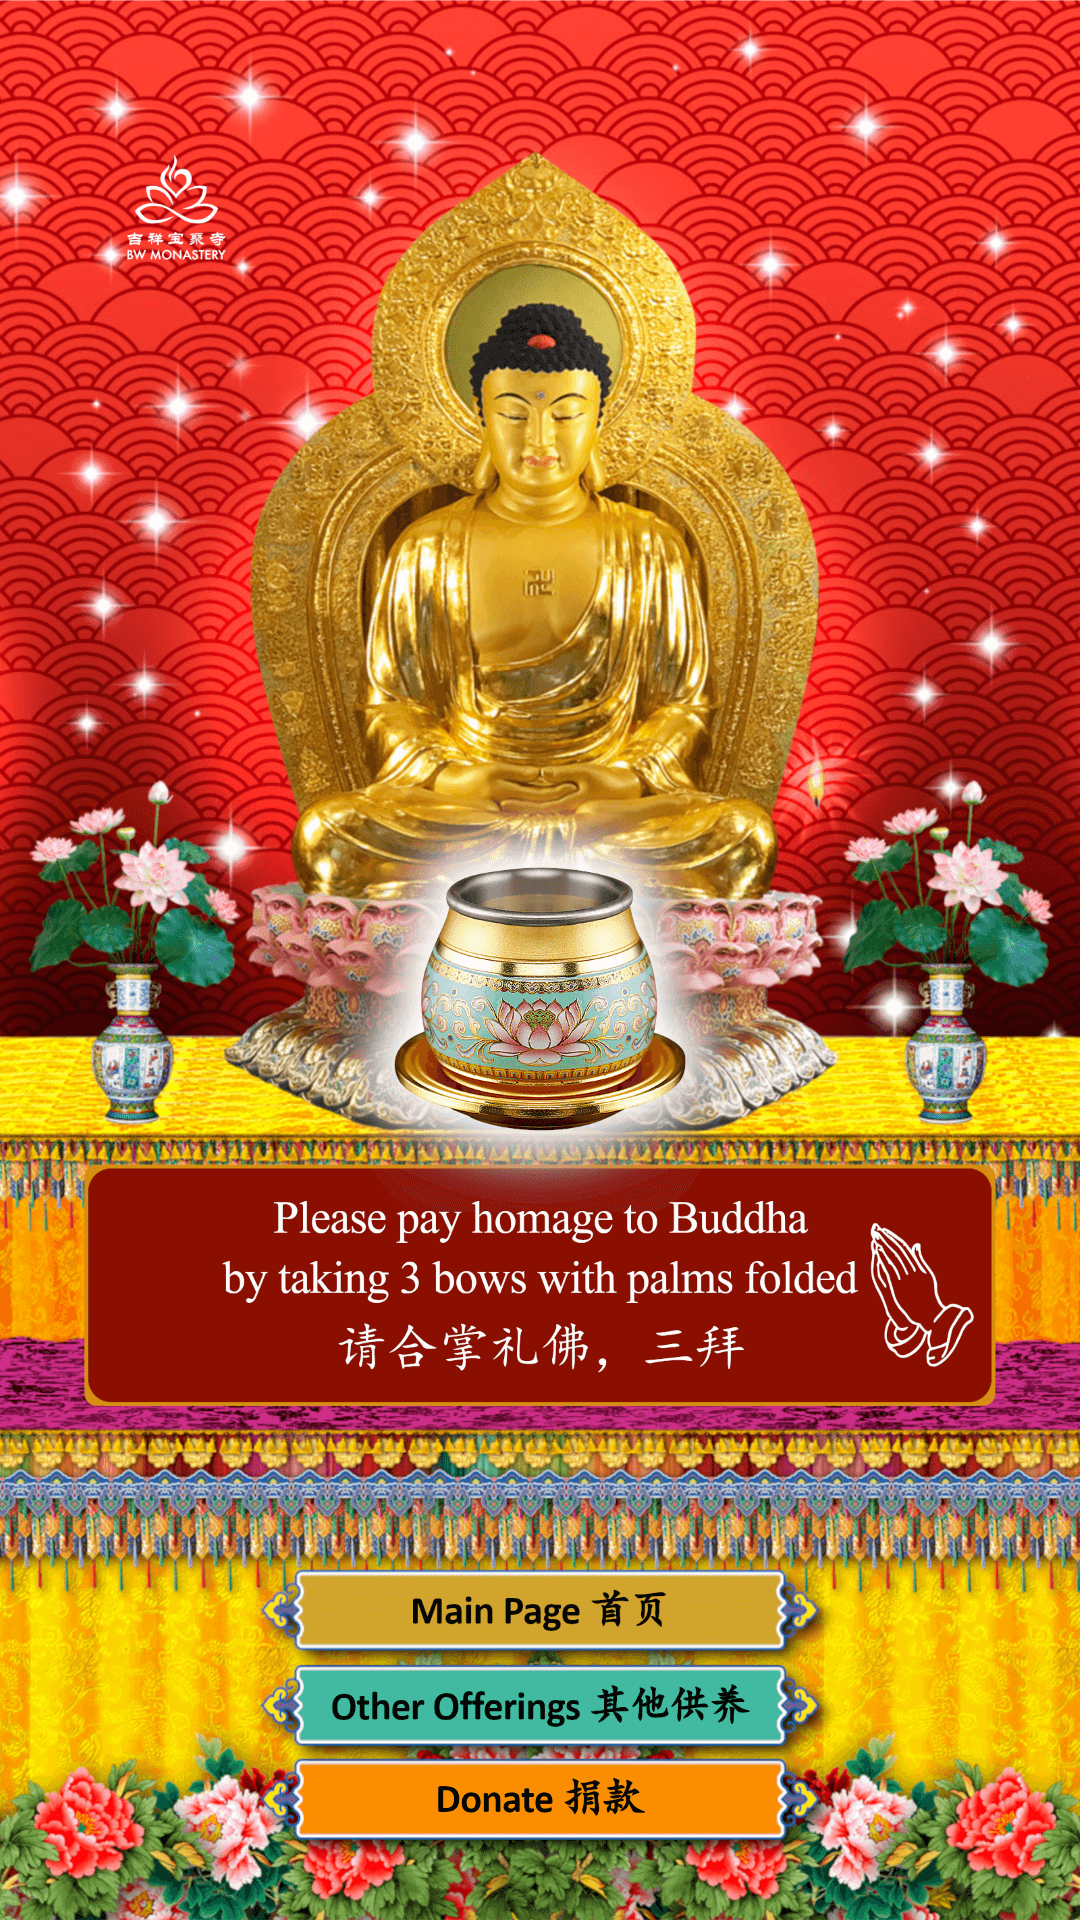 吉祥宝聚寺
BW MONASTERY
卍
Please pay homage to Buddha
by taking 3 bows with palms folded
请合掌礼佛，三拜
Main Page 首页
Other Offerings 其他供养
Donate 捐款